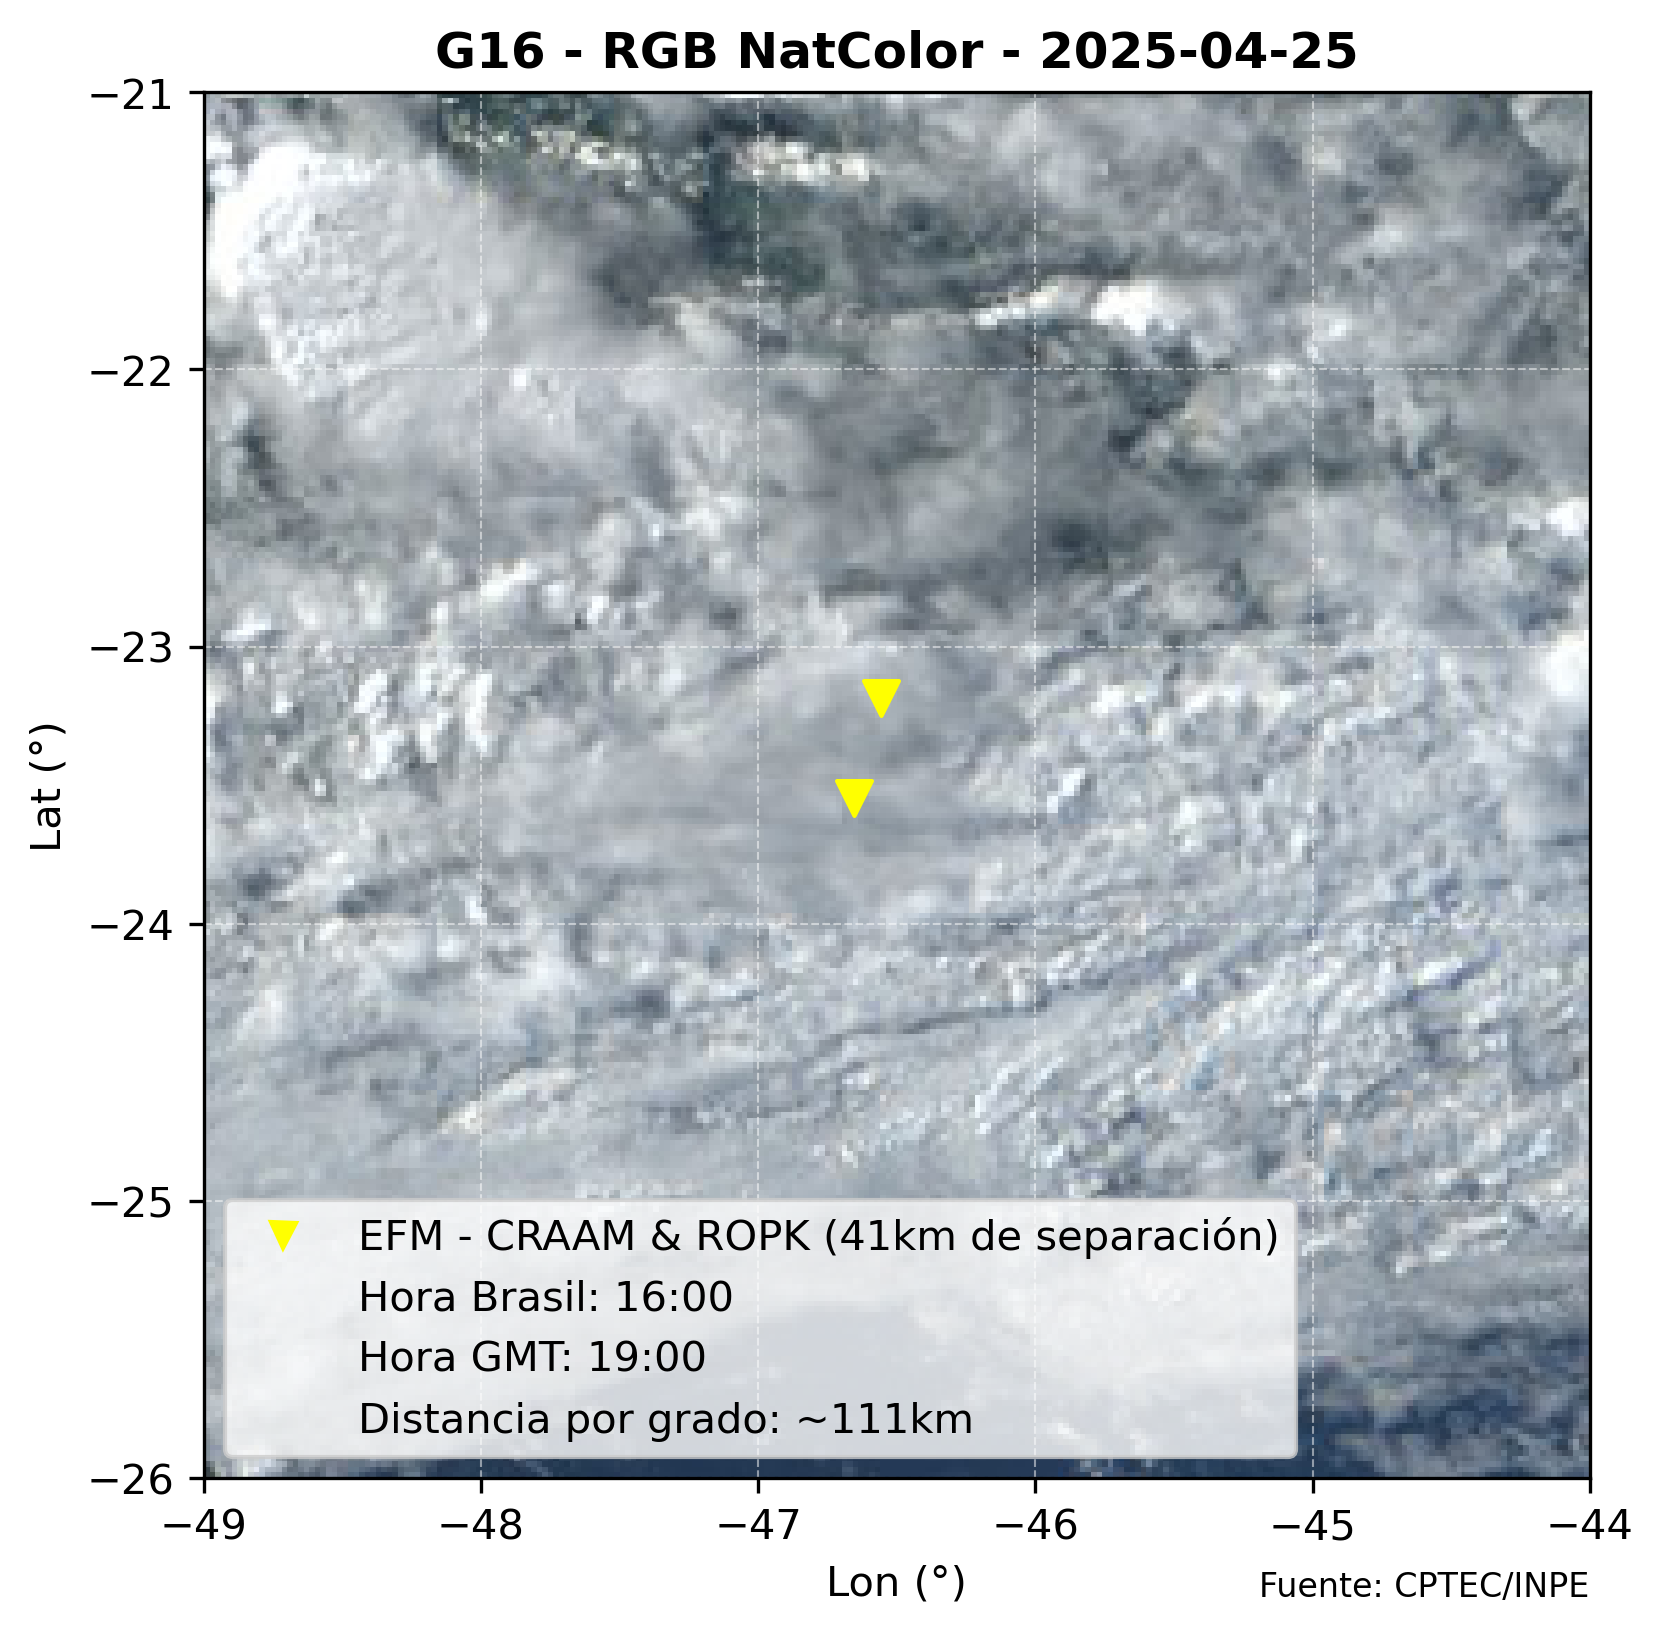 G16 - RGB NatColor - 2025-04-25
−21
−22
−23
−24
−25
−26
Lat (°)
EFM - CRAAM & ROPK (41km de separación)
Hora Brasil: 16:00
Hora GMT: 19:00
Distancia por grado: ~111km
−49
−48
−47
−46
−45
−44
Lon (°)
Fuente: CPTEC/INPE